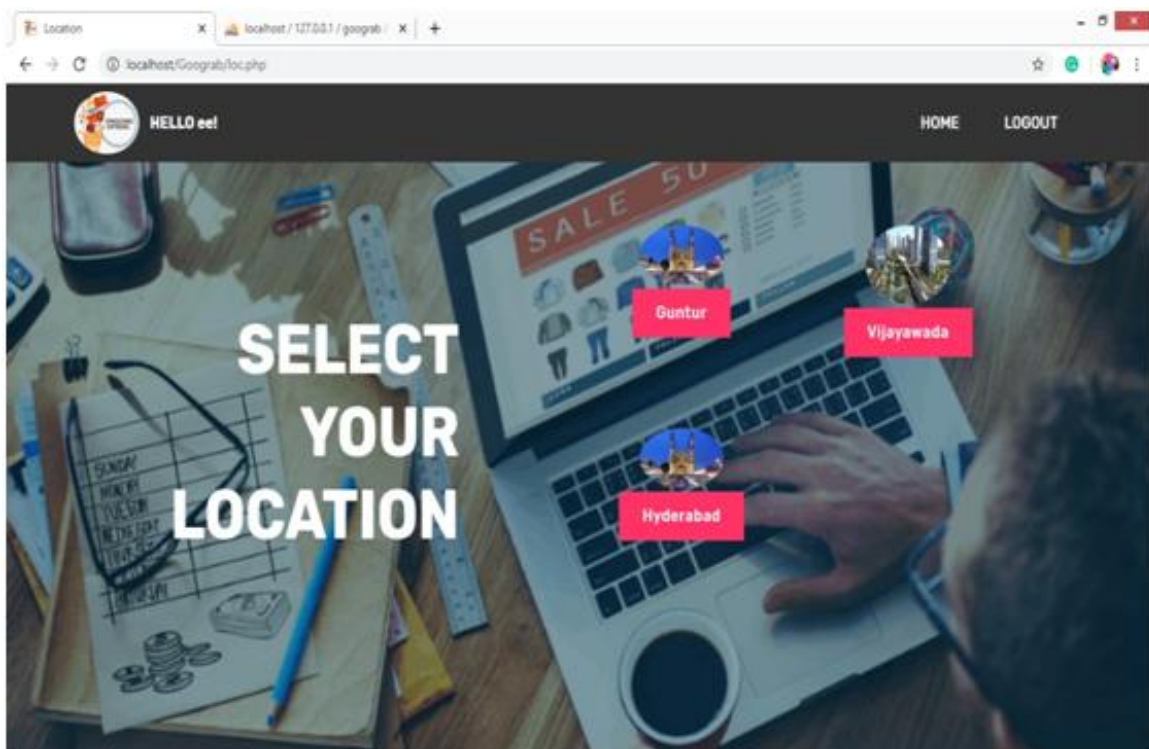 Location
localhost / 127.0.0.1 / goograb
localhost/Goograb/loc.php
HELLO ee!
HOME
LOGOUT
SALE 50
Guntur
Vijayawada
SELECT
YOUR
LOCATION
Hyderabad
SUNDAY
MONDAY